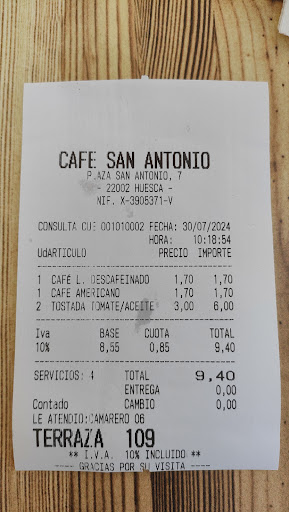 CAFE SAN ANTONIO
PLAZA SAN ANTONIO, 7
- 22002 HUESCA -
NIF. X-3905371-V
CONSULTA CUE 001010002 FECHA: 30/07/2024
HORA: 10:18:54
UdARTICULO PRECIO IMPORTE
1 CAFÉ L. DESCAFEINADO 1,70 1,70
1 CAFE AMERICANO 1,70 1,70
2 TOSTADA TOMATE/ACEITE 3,00 6,00
Iva BASE CUOTA TOTAL
10% 8,55 0,85 9,40
SERVICIOS: 4 TOTAL 9,40
ENTREGA 0,00
Contado CAMBIO 0,00
LE ATENDIO:CAMARERO 06
TERRAZA 109
** I.V.A. 10% INCLUIDO **
---- GRACIAS POR SU VISITA ----